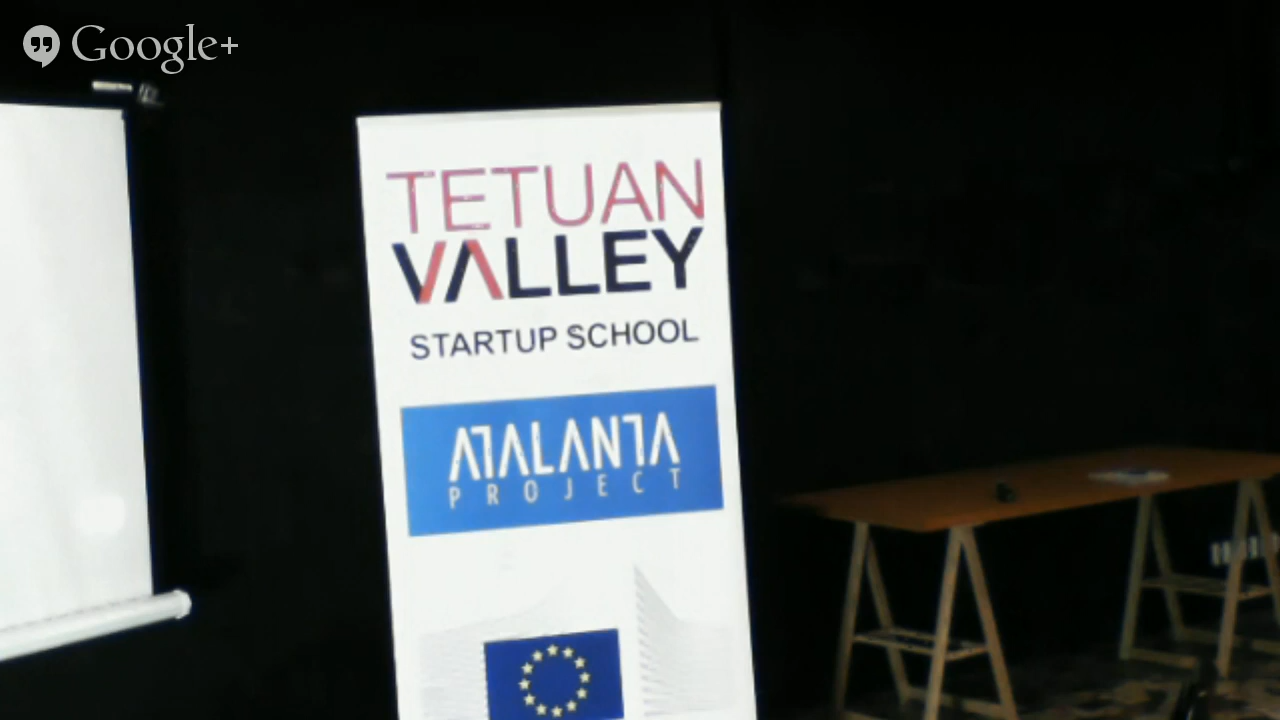 Google+
TETUAN
VALLEY
STARTUP SCHOOL
ATALANTA
PROJECT